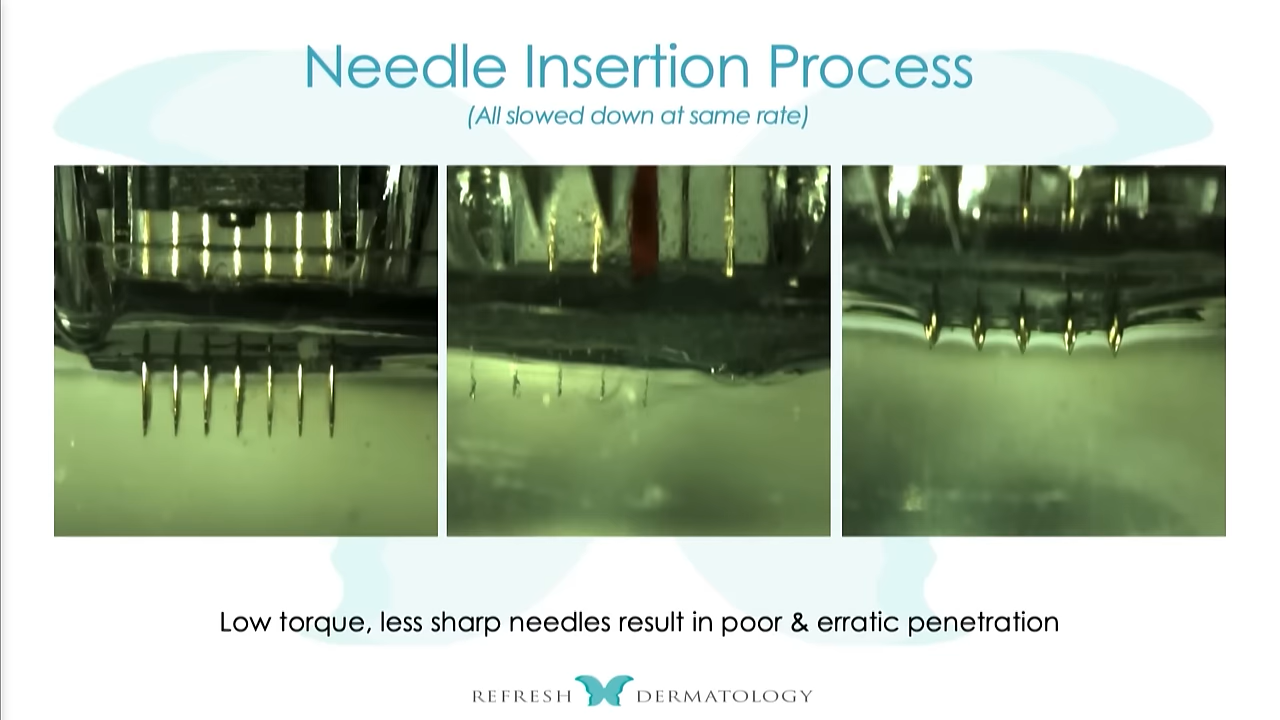 Needle Insertion Process
(All slowed down at same rate)
Low torque, less sharp needles result in poor & erratic penetration
REFRESH DERMATOLOGY